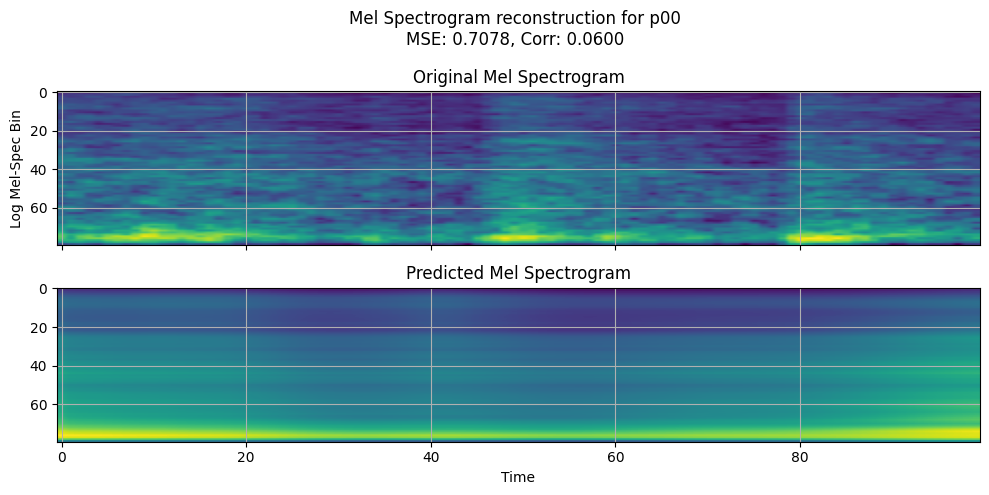 Mel Spectrogram reconstruction for p00
MSE: 0.7078, Corr: 0.0600
Original Mel Spectrogram
Log Mel-Spec Bin
0
20
40
60
Predicted Mel Spectrogram
0
20
40
60
0 20 40 60 80
Time